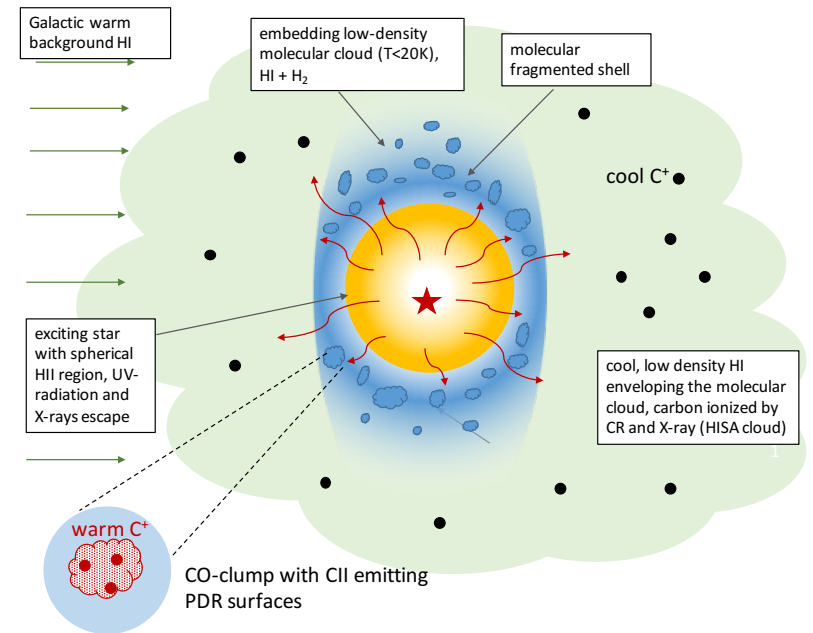 Galactic warm
background HI
embedding low-density
molecular cloud (T<20K),
HI + H₂
molecular
fragmented shell
cool C⁺
exciting star
with spherical
HII region, UV-
radiation and
X-rays escape
cool, low density HI
enveloping the molecular
cloud, carbon ionized by
CR and X-ray (HISA cloud)
1
warm C⁺
CO-clump with CII emitting
PDR surfaces